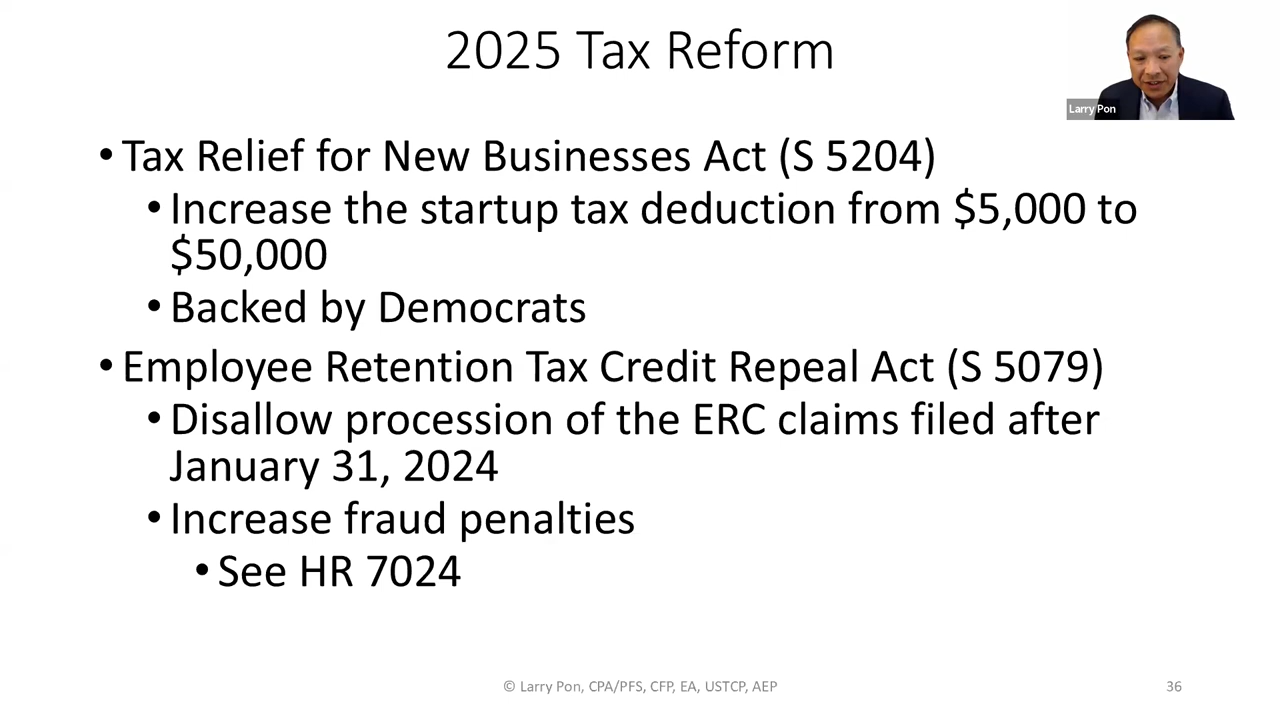 2025 Tax Reform
Larry Pon
• Tax Relief for New Businesses Act (S 5204)
• Increase the startup tax deduction from $5,000 to
$50,000
• Backed by Democrats
• Employee Retention Tax Credit Repeal Act (S 5079)
• Disallow procession of the ERC claims filed after
January 31, 2024
• Increase fraud penalties
• See HR 7024
© Larry Pon, CPA/PFS, CFP, EA, USTCP, AEP
36